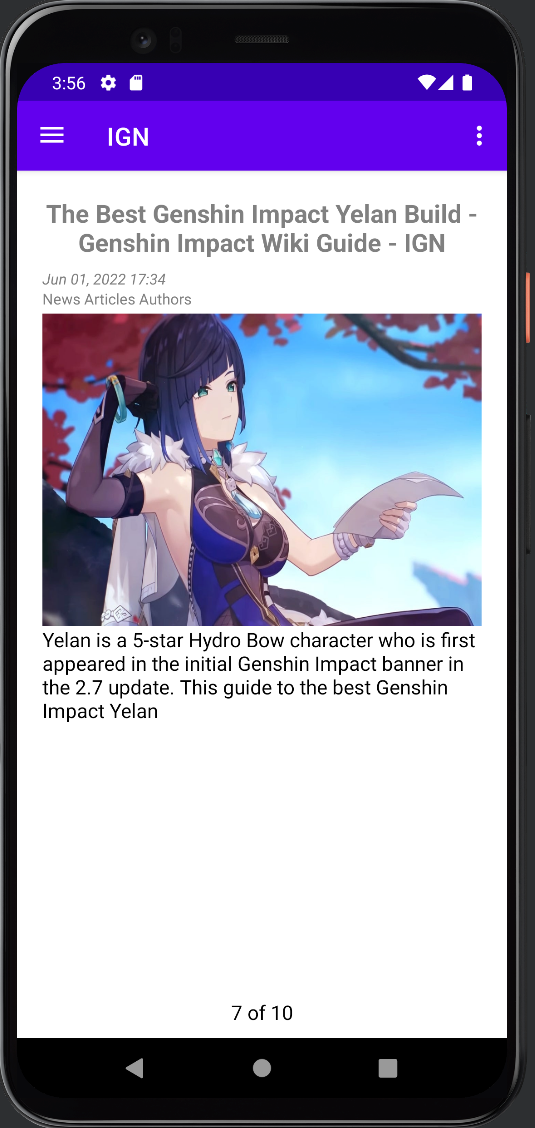 3:56
IGN
The Best Genshin Impact Yelan Build -
Genshin Impact Wiki Guide - IGN
Jun 01, 2022 17:34
News Articles Authors
Yelan is a 5-star Hydro Bow character who is first
appeared in the initial Genshin Impact banner in
the 2.7 update. This guide to the best Genshin
Impact Yelan
7 of 10